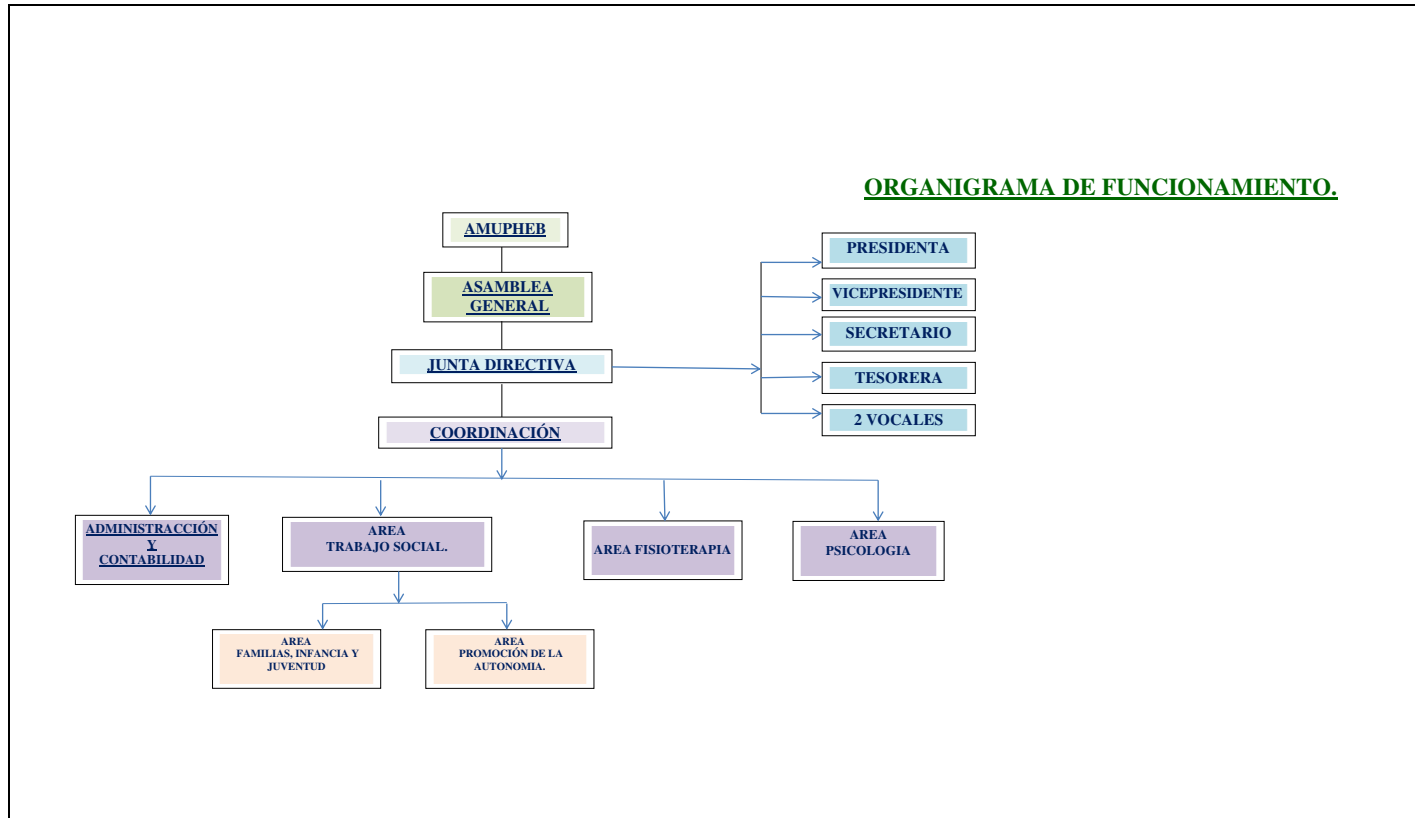 ORGANIGRAMA DE FUNCIONAMIENTO.
AMUPHEB
ASAMBLEA
GENERAL
JUNTA DIRECTIVA
COORDINACIÓN
PRESIDENTA
VICEPRESIDENTE
SECRETARIO
TESORERA
2 VOCALES
ADMINISTRACCIÓN
Y
CONTABILIDAD
AREA
TRABAJO SOCIAL.
AREA FISIOTERAPIA
AREA
PSICOLOGIA
AREA
FAMILIAS, INFANCIA Y
JUVENTUD
AREA
PROMOCIÓN DE LA
AUTONOMIA.